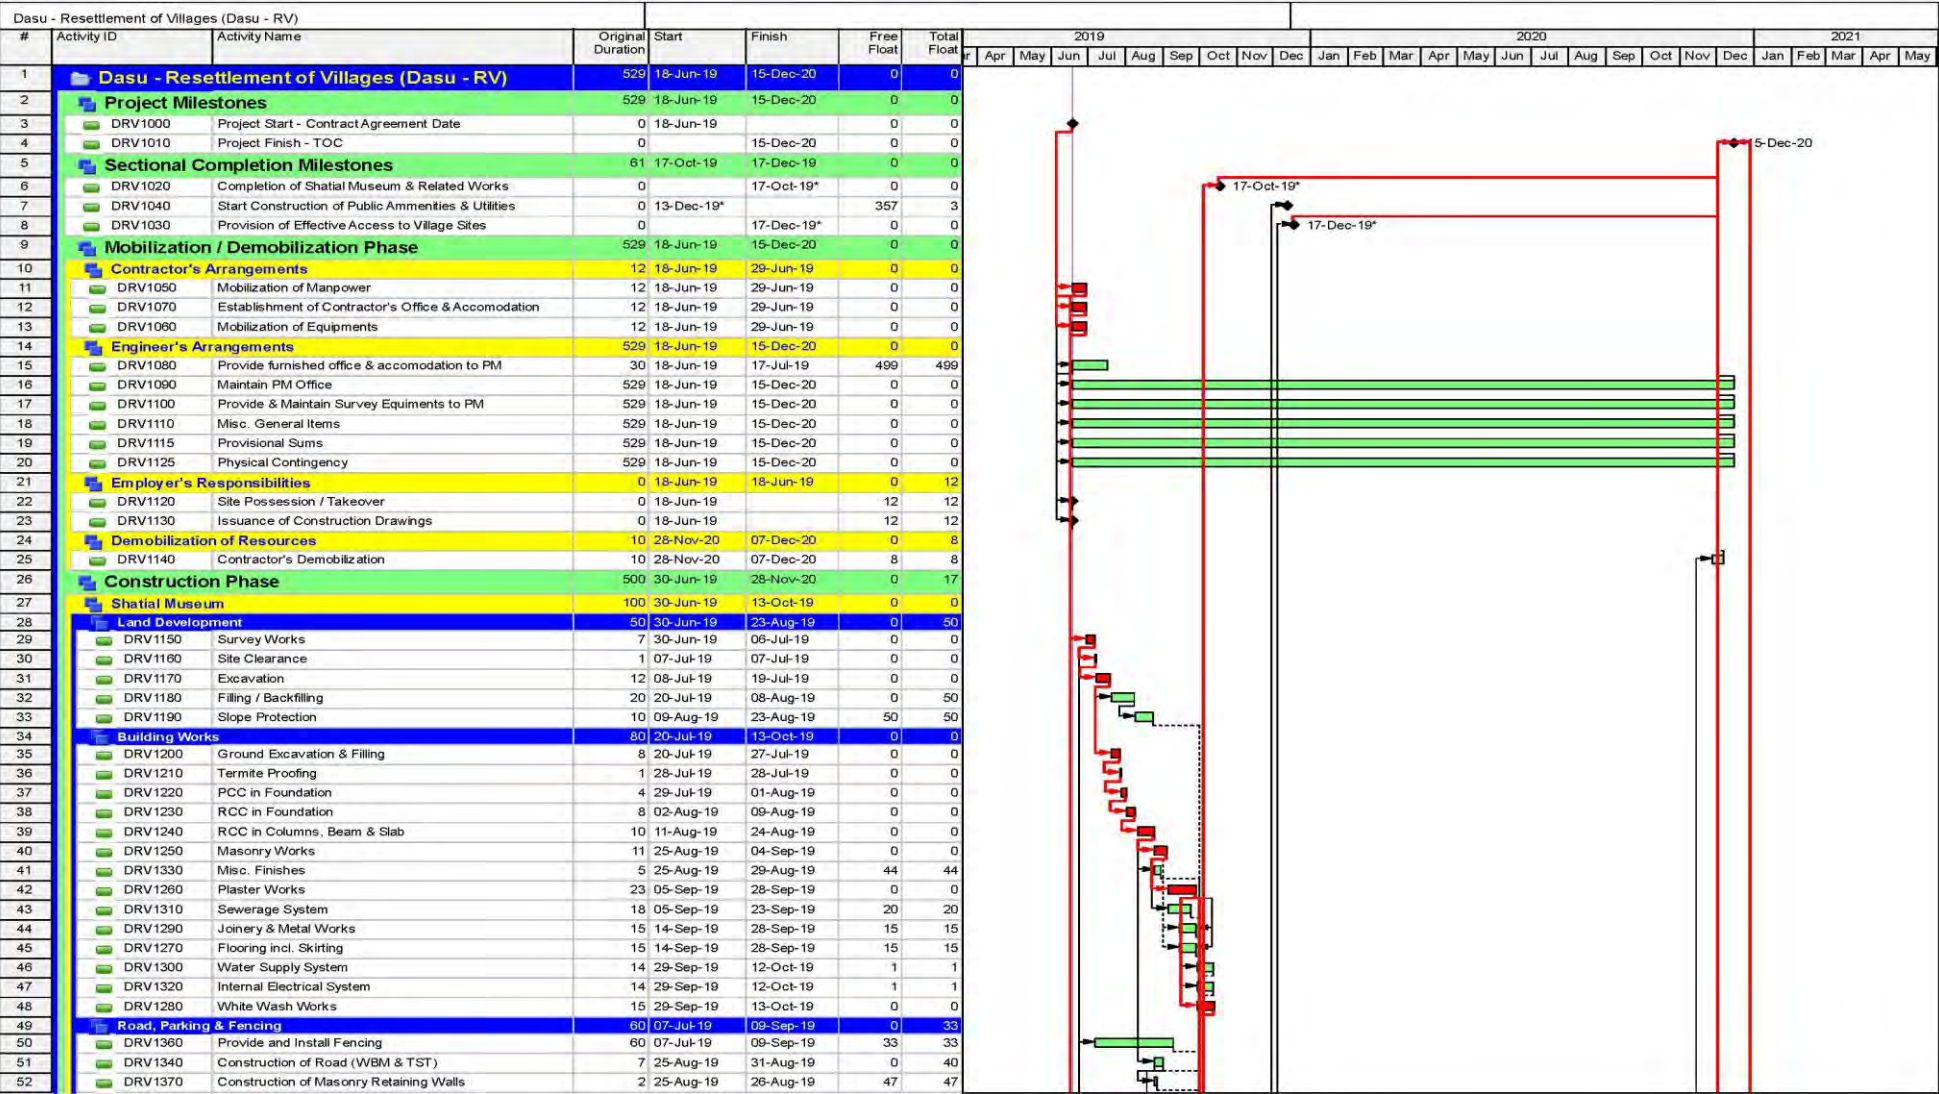 Dasu - Resettlement of Villages (Dasu - RV)
# Activity ID Activity Name Original Duration Start Finish Free Float Total Float
2019 2020 2021
r Apr May Jun Jul Aug Sep Oct Nov Dec Jan Feb Mar Apr May Jun Jul Aug Sep Oct Nov Dec Jan Feb Mar Apr May
1 Dasu - Resettlement of Villages (Dasu - RV) 529 18-Jun-19 15-Dec-20 0 0
2 Project Milestones 529 18-Jun-19 15-Dec-20 0 0
3 DRV1000 Project Start - Contract Agreement Date 0 18-Jun-19 0 0
4 DRV1010 Project Finish - TOC 0 15-Dec-20 0 0 5-Dec-20
5 Sectional Completion Milestones 61 17-Oct-19 17-Dec-19 0 0
6 DRV1020 Completion of Shatial Museum & Related Works 0 17-Oct-19* 0 0 17-Oct-19*
7 DRV1040 Start Construction of Public Ammenities & Utilities 0 13-Dec-19* 357 3
8 DRV1030 Provision of Effective Access to Village Sites 0 17-Dec-19* 0 0 17-Dec-19*
9 Mobilization / Demobilization Phase 529 18-Jun-19 15-Dec-20 0 0
10 Contractor's Arrangements 12 18-Jun-19 29-Jun-19 0 0
11 DRV1050 Mobilization of Manpower 12 18-Jun-19 29-Jun-19 0 0
12 DRV1070 Establishment of Contractor's Office & Accomodation 12 18-Jun-19 29-Jun-19 0 0
13 DRV1060 Mobilization of Equipments 12 18-Jun-19 29-Jun-19 0 0
14 Engineer's Arrangements 529 18-Jun-19 15-Dec-20 0 0
15 DRV1080 Provide furnished office & accomodation to PM 30 18-Jun-19 17-Jul-19 499 499
16 DRV1090 Maintain PM Office 529 18-Jun-19 15-Dec-20 0 0
17 DRV1100 Provide & Maintain Survey Equiments to PM 529 18-Jun-19 15-Dec-20 0 0
18 DRV1110 Misc. General Items 529 18-Jun-19 15-Dec-20 0 0
19 DRV1115 Provisional Sums 529 18-Jun-19 15-Dec-20 0 0
20 DRV1125 Physical Contingency 529 18-Jun-19 15-Dec-20 0 0
21 Employer's Responsibilities 0 18-Jun-19 18-Jun-19 0 12
22 DRV1120 Site Possession / Takeover 0 18-Jun-19 12 12
23 DRV1130 Issuance of Construction Drawings 0 18-Jun-19 12 12
24 Demobilization of Resources 10 28-Nov-20 07-Dec-20 0 8
25 DRV1140 Contractor's Demobilization 10 28-Nov-20 07-Dec-20 8 8
26 Construction Phase 500 30-Jun-19 28-Nov-20 0 17
27 Shatial Museum 100 30-Jun-19 13-Oct-19 0 0
28 Land Development 50 30-Jun-19 23-Aug-19 0 50
29 DRV1150 Survey Works 7 30-Jun-19 06-Jul-19 0 0
30 DRV1160 Site Clearance 1 07-Jul-19 07-Jul-19 0 0
31 DRV1170 Excavation 12 08-Jul-19 19-Jul-19 0 0
32 DRV1180 Filling / Backfilling 20 20-Jul-19 08-Aug-19 0 50
33 DRV1190 Slope Protection 10 09-Aug-19 23-Aug-19 50 50
34 Building Works 80 20-Jul-19 13-Oct-19 0 0
35 DRV1200 Ground Excavation & Filling 8 20-Jul-19 27-Jul-19 0 0
36 DRV1210 Termite Proofing 1 28-Jul-19 28-Jul-19 0 0
37 DRV1220 PCC in Foundation 4 29-Jul-19 01-Aug-19 0 0
38 DRV1230 RCC in Foundation 8 02-Aug-19 09-Aug-19 0 0
39 DRV1240 RCC in Columns, Beam & Slab 10 11-Aug-19 24-Aug-19 0 0
40 DRV1250 Masonry Works 11 25-Aug-19 04-Sep-19 0 0
41 DRV1330 Misc. Finishes 5 25-Aug-19 29-Aug-19 44 44
42 DRV1260 Plaster Works 23 05-Sep-19 28-Sep-19 0 0
43 DRV1310 Sewerage System 18 05-Sep-19 23-Sep-19 20 20
44 DRV1290 Joinery & Metal Works 15 14-Sep-19 28-Sep-19 15 15
45 DRV1270 Flooring incl. Skirting 15 14-Sep-19 28-Sep-19 15 15
46 DRV1300 Water Supply System 14 29-Sep-19 12-Oct-19 1 1
47 DRV1320 Internal Electrical System 14 29-Sep-19 12-Oct-19 1 1
48 DRV1280 White Wash Works 15 29-Sep-19 13-Oct-19 0 0
49 Road, Parking & Fencing 60 07-Jul-19 09-Sep-19 0 33
50 DRV1360 Provide and Install Fencing 60 07-Jul-19 09-Sep-19 33 33
51 DRV1340 Construction of Road (WBM & TST) 7 25-Aug-19 31-Aug-19 0 40
52 DRV1370 Construction of Masonry Retaining Walls 2 25-Aug-19 26-Aug-19 47 47